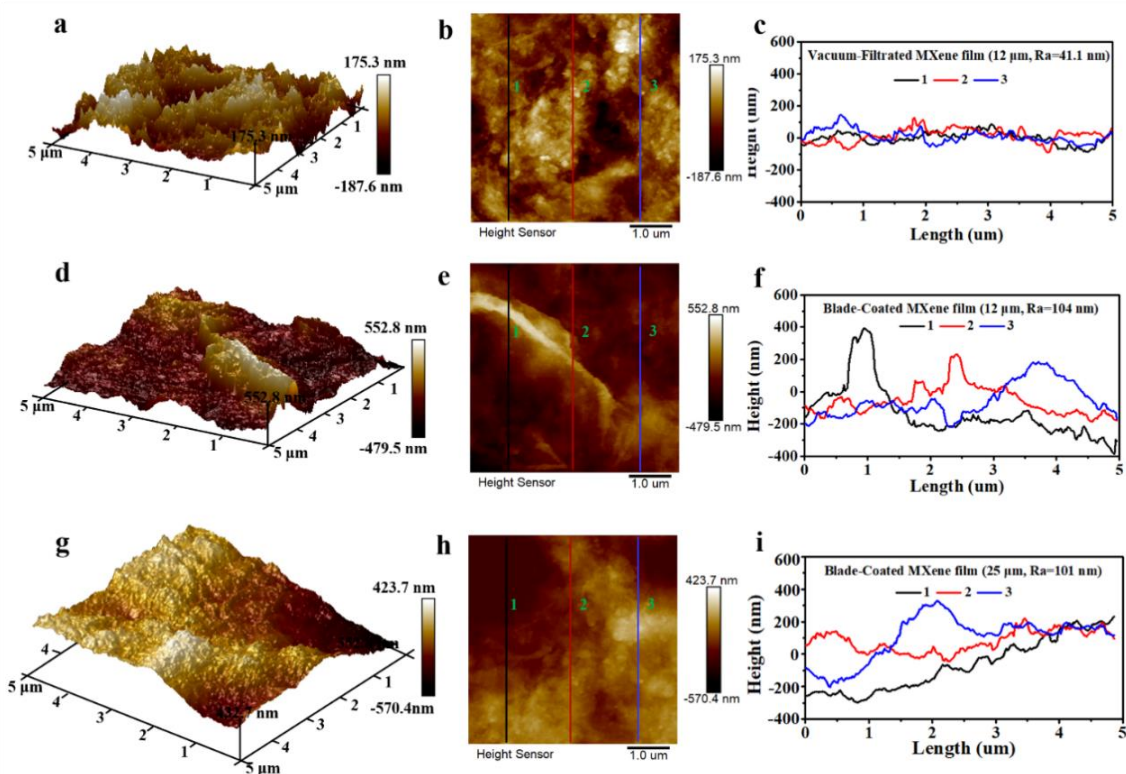 a
175.3 nm
175.3 nm
-187.6 nm
5 µm
4
3
2
1
5 µm
4
3
2
1
b
1
2
3
175.3 nm
-187.6 nm
Height Sensor
1.0 um
c
Vacuum-Filtrated MXene film (12 µm, Ra=41.1 nm)
1 2 3
600
400
200
0
-200
-400
Height (nm)
0 1 2 3 4 5
Length (um)
d
552.8 nm
552.8 nm
-479.5 nm
5 µm
4
3
2
1
5 µm
4
3
2
1
e
1
2
3
552.8 nm
-479.5 nm
Height Sensor
1.0 um
f
Blade-Coated MXene film (12 µm, Ra=104 nm)
1 2 3
600
400
200
0
-200
-400
Height (nm)
0 1 2 3 4 5
Length (um)
g
423.7 nm
nm
-570.4nm
5 µm
4
3
2
1
5 µm
4
3
2
1
h
1
2
3
423.7 nm
-570.4 nm
Height Sensor
1.0 um
i
Blade-Coated MXene film (25 µm, Ra=101 nm)
1 2 3
600
400
200
0
-200
-400
Height (nm)
0 1 2 3 4 5
Length (um)